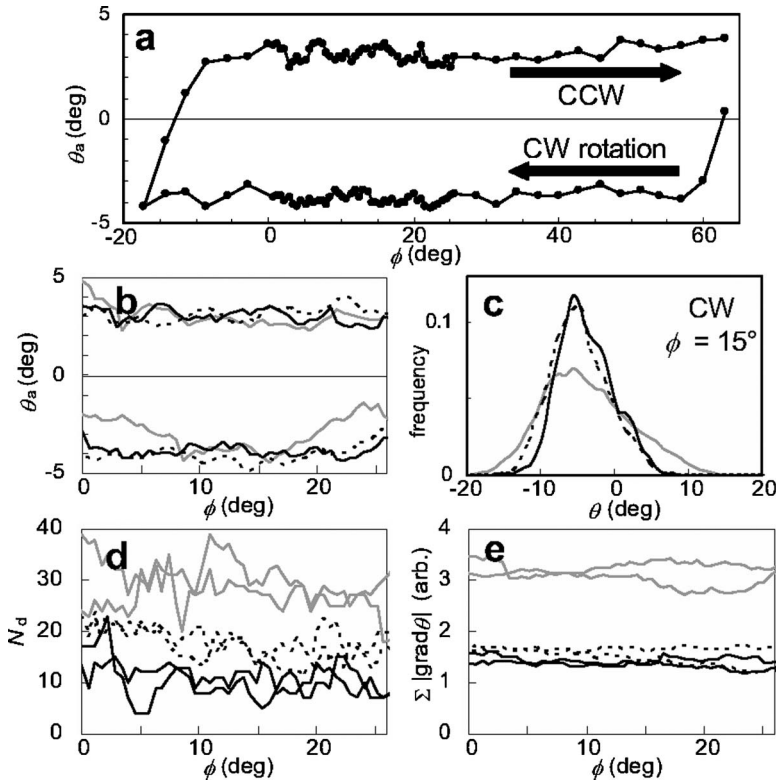 a
5
0
-5
θa (deg)
CCW
CW rotation
-20 0 20 40 60
ϕ (deg)
b
5
0
-5
θa (deg)
0 10 20
ϕ (deg)
c
CW
ϕ = 15°
0.1
0
frequency
-20 -10 0 10 20
θ (deg)
d
40
30
20
10
0
Nd
0 10 20
ϕ (deg)
e
4
3
2
1
0
Σ |gradθ| (arb.)
0 10 20
ϕ (deg)